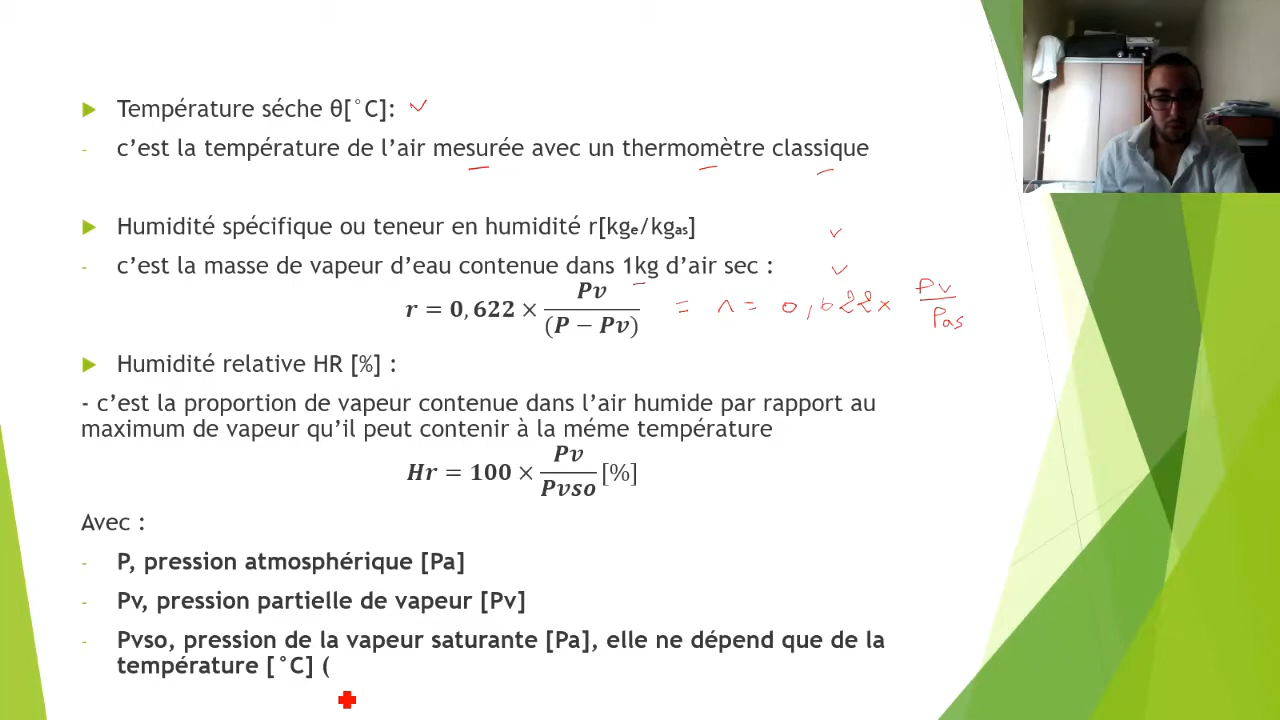 Température séche θ[°C]:
- c’est la température de l’air mesurée avec un thermomètre classique
Humidité spécifique ou teneur en humidité r[kge/kgas]
- c’est la masse de vapeur d’eau contenue dans 1kg d’air sec :
r = 0,622 × Pv / (P − Pv) = r = 0,622 × Pv / Pas
Humidité relative HR [%] :
- c’est la proportion de vapeur contenue dans l’air humide par rapport au
maximum de vapeur qu’il peut contenir à la méme température
Hr = 100 × Pv / Pvso [%]
Avec :
- P, pression atmosphérique [Pa]
- Pv, pression partielle de vapeur [Pv]
- Pvso, pression de la vapeur saturante [Pa], elle ne dépend que de la
température [°C] (